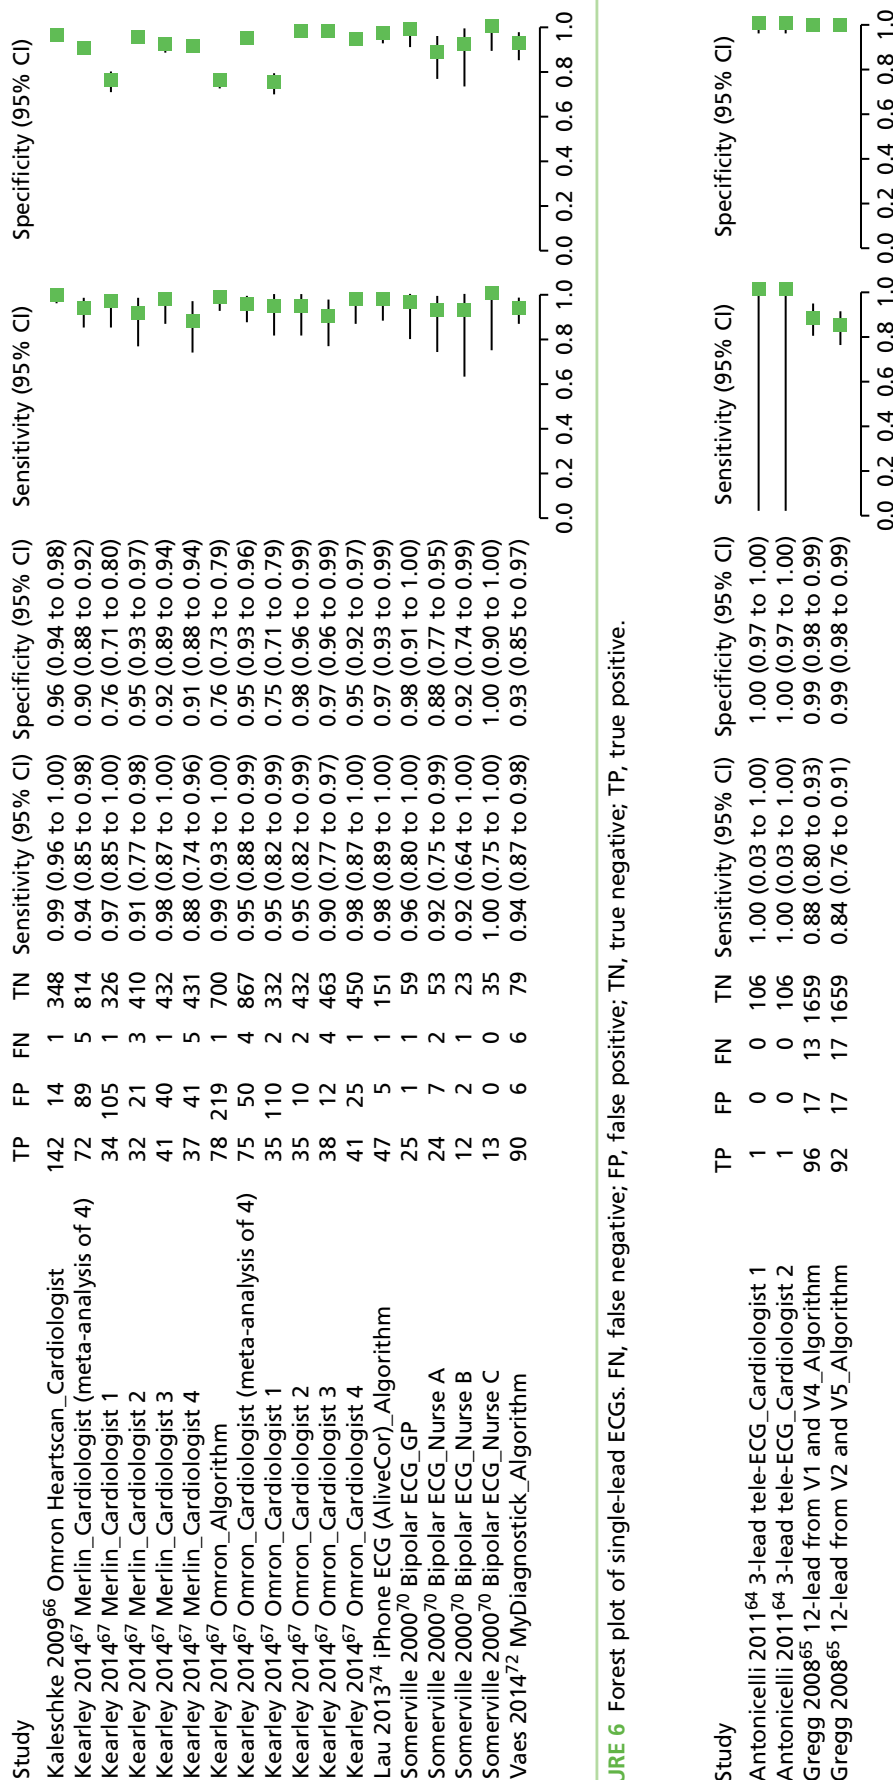 Study TP FP FN TN Sensitivity (95% CI) Specificity (95% CI) Sensitivity (95% CI) Specificity (95% CI)
Kaleschke 2009⁶⁶ Omron Heartscan_Cardiologist 142 14 1 348 0.99 (0.96 to 1.00) 0.96 (0.94 to 0.98)
Kearley 2014⁶⁷ Merlin_Cardiologist (meta-analysis of 4) 72 89 5 814 0.94 (0.85 to 0.98) 0.90 (0.88 to 0.92)
Kearley 2014⁶⁷ Merlin_Cardiologist 1 34 105 1 326 0.97 (0.85 to 1.00) 0.76 (0.71 to 0.80)
Kearley 2014⁶⁷ Merlin_Cardiologist 2 32 21 3 410 0.91 (0.77 to 0.98) 0.95 (0.93 to 0.97)
Kearley 2014⁶⁷ Merlin_Cardiologist 3 41 40 1 432 0.98 (0.87 to 1.00) 0.92 (0.89 to 0.94)
Kearley 2014⁶⁷ Merlin_Cardiologist 4 37 41 5 431 0.88 (0.74 to 0.96) 0.91 (0.88 to 0.94)
Kearley 2014⁶⁷ Omron_Algorithm 78 219 1 700 0.99 (0.93 to 1.00) 0.76 (0.73 to 0.79)
Kearley 2014⁶⁷ Omron_Cardiologist (meta-analysis of 4) 75 50 4 867 0.95 (0.88 to 0.99) 0.95 (0.93 to 0.96)
Kearley 2014⁶⁷ Omron_Cardiologist 1 35 110 2 332 0.95 (0.82 to 0.99) 0.75 (0.71 to 0.79)
Kearley 2014⁶⁷ Omron_Cardiologist 2 35 10 2 432 0.95 (0.82 to 0.99) 0.98 (0.96 to 0.99)
Kearley 2014⁶⁷ Omron_Cardiologist 3 38 12 4 463 0.90 (0.77 to 0.97) 0.97 (0.96 to 0.99)
Kearley 2014⁶⁷ Omron_Cardiologist 4 41 25 1 450 0.98 (0.87 to 1.00) 0.95 (0.92 to 0.97)
Lau 2013⁷⁴ iPhone ECG (AliveCor)_Algorithm 47 5 1 151 0.98 (0.89 to 1.00) 0.97 (0.93 to 0.99)
Somerville 2000⁷⁰ Bipolar ECG_GP 25 1 1 59 0.96 (0.80 to 1.00) 0.98 (0.91 to 1.00)
Somerville 2000⁷⁰ Bipolar ECG_Nurse A 24 7 2 53 0.92 (0.75 to 0.99) 0.88 (0.77 to 0.95)
Somerville 2000⁷⁰ Bipolar ECG_Nurse B 12 2 1 23 0.92 (0.64 to 1.00) 0.92 (0.74 to 0.99)
Somerville 2000⁷⁰ Bipolar ECG_Nurse C 13 0 0 35 1.00 (0.75 to 1.00) 1.00 (0.90 to 1.00)
Vaes 2014⁷² MyDiagnostick_Algorithm 90 6 6 79 0.94 (0.87 to 0.98) 0.93 (0.85 to 0.97)
0.0 0.2 0.4 0.6 0.8 1.0 0.0 0.2 0.4 0.6 0.8 1.0
URE 6 Forest plot of single-lead ECGs. FN, false negative; FP, false positive; TN, true negative; TP, true positive.
Study TP FP FN TN Sensitivity (95% CI) Specificity (95% CI) Sensitivity (95% CI) Specificity (95% CI)
Antonicelli 2011⁶⁴ 3-lead tele-ECG_Cardiologist 1 1 0 0 106 1.00 (0.03 to 1.00) 1.00 (0.97 to 1.00)
Antonicelli 2011⁶⁴ 3-lead tele-ECG_Cardiologist 2 1 0 0 106 1.00 (0.03 to 1.00) 1.00 (0.97 to 1.00)
Gregg 2008⁶⁵ 12-lead from V1 and V4_Algorithm 96 17 13 1659 0.88 (0.80 to 0.93) 0.99 (0.98 to 0.99)
Gregg 2008⁶⁵ 12-lead from V2 and V5_Algorithm 92 17 17 1659 0.84 (0.76 to 0.91) 0.99 (0.98 to 0.99)
0.0 0.2 0.4 0.6 0.8 1.0 0.0 0.2 0.4 0.6 0.8 1.0